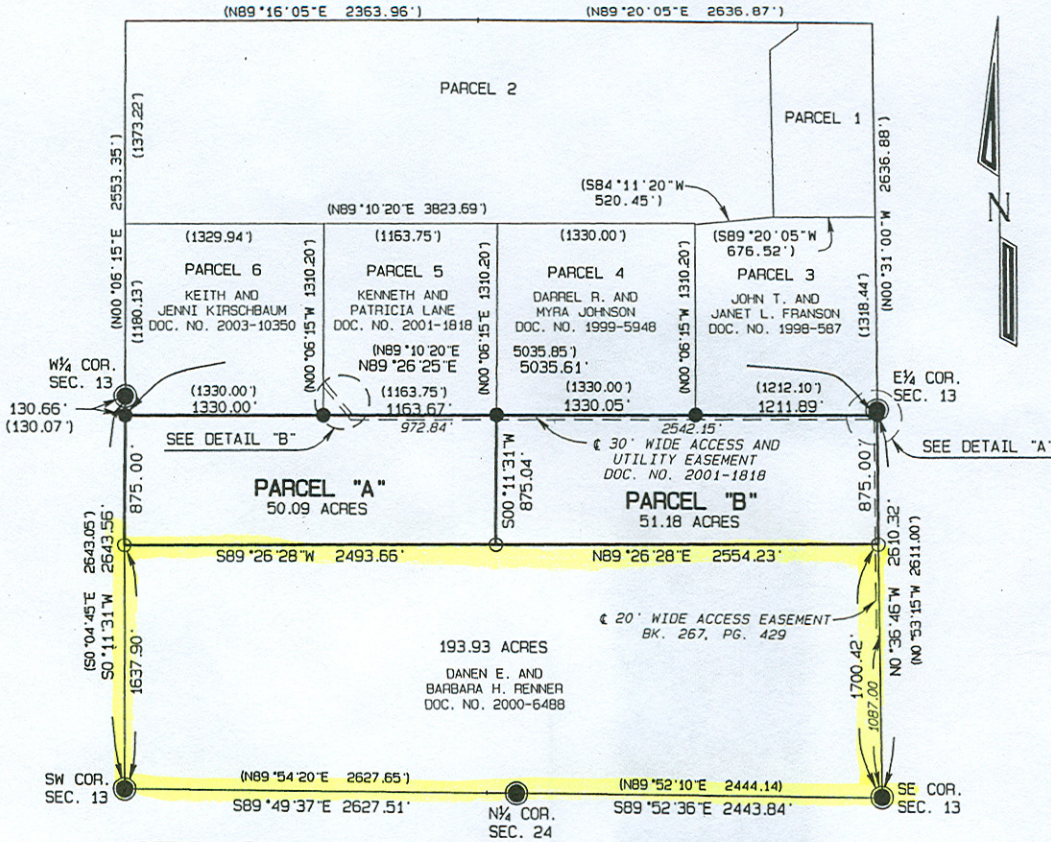 (N89°16'05"E 2363.96')
(N89°20'05"E 2636.87')
PARCEL 2
PARCEL 1
(1373.22')
(N00°06'15"E 2553.35')
(N00°31'00"W 2636.88')
N
(S84°11'20"W
520.45')
(N89°10'20"E 3823.69')
(S89°20'05"W
676.52')
(1329.94')
(1163.75')
(1330.00')
PARCEL 6
KEITH AND
JENNI KIRSCHBAUM
DOC. NO. 2003-10350
(1180.13')
(N00°06'15"W 1310.20')
PARCEL 5
KENNETH AND
PATRICIA LANE
DOC. NO. 2001-1818
(N00°06'15"E 1310.20')
PARCEL 4
DARREL R. AND
MYRA JOHNSON
DOC. NO. 1999-5948
(N00°06'15"W 1310.20')
PARCEL 3
JOHN T. AND
JANET L. FRANSON
DOC. NO. 1998-587
(1318.44')
(N89°10'20"E 5035.85')
N89°26'25"E 5035.61'
W¼ COR.
SEC. 13
E¼ COR.
SEC. 13
130.66'
(130.07')
(1330.00')
1330.00'
(1163.75')
1163.67'
(1330.00')
1330.05'
(1212.10')
1211.89'
SEE DETAIL "B"
972.84'
2542.15'
SEE DETAIL "A"
℄ 30' WIDE ACCESS AND
UTILITY EASEMENT
DOC. NO. 2001-1818
875.00'
PARCEL "A"
50.09 ACRES
S00°11'31"W
875.04'
PARCEL "B"
51.18 ACRES
875.00'
S89°26'28"W 2493.66'
N89°26'28"E 2554.23'
(S0°04'45"E 2643.05')
S0°11'31"W 2643.56'
1637.90'
N0°36'46"W 2610.32'
(N0°53'15"W 2611.00')
℄ 20' WIDE ACCESS EASEMENT
BK. 267, PG. 429
1700.42'
1087.00
193.93 ACRES
DANEN E. AND
BARBARA H. RENNER
DOC. NO. 2000-6488
SW COR.
SEC. 13
(N89°54'20"E 2627.65')
S89°49'37"E 2627.51'
N¼ COR.
SEC. 24
(N89°52'10"E 2444.14)
S89°52'36"E 2443.84'
SE COR.
SEC. 13